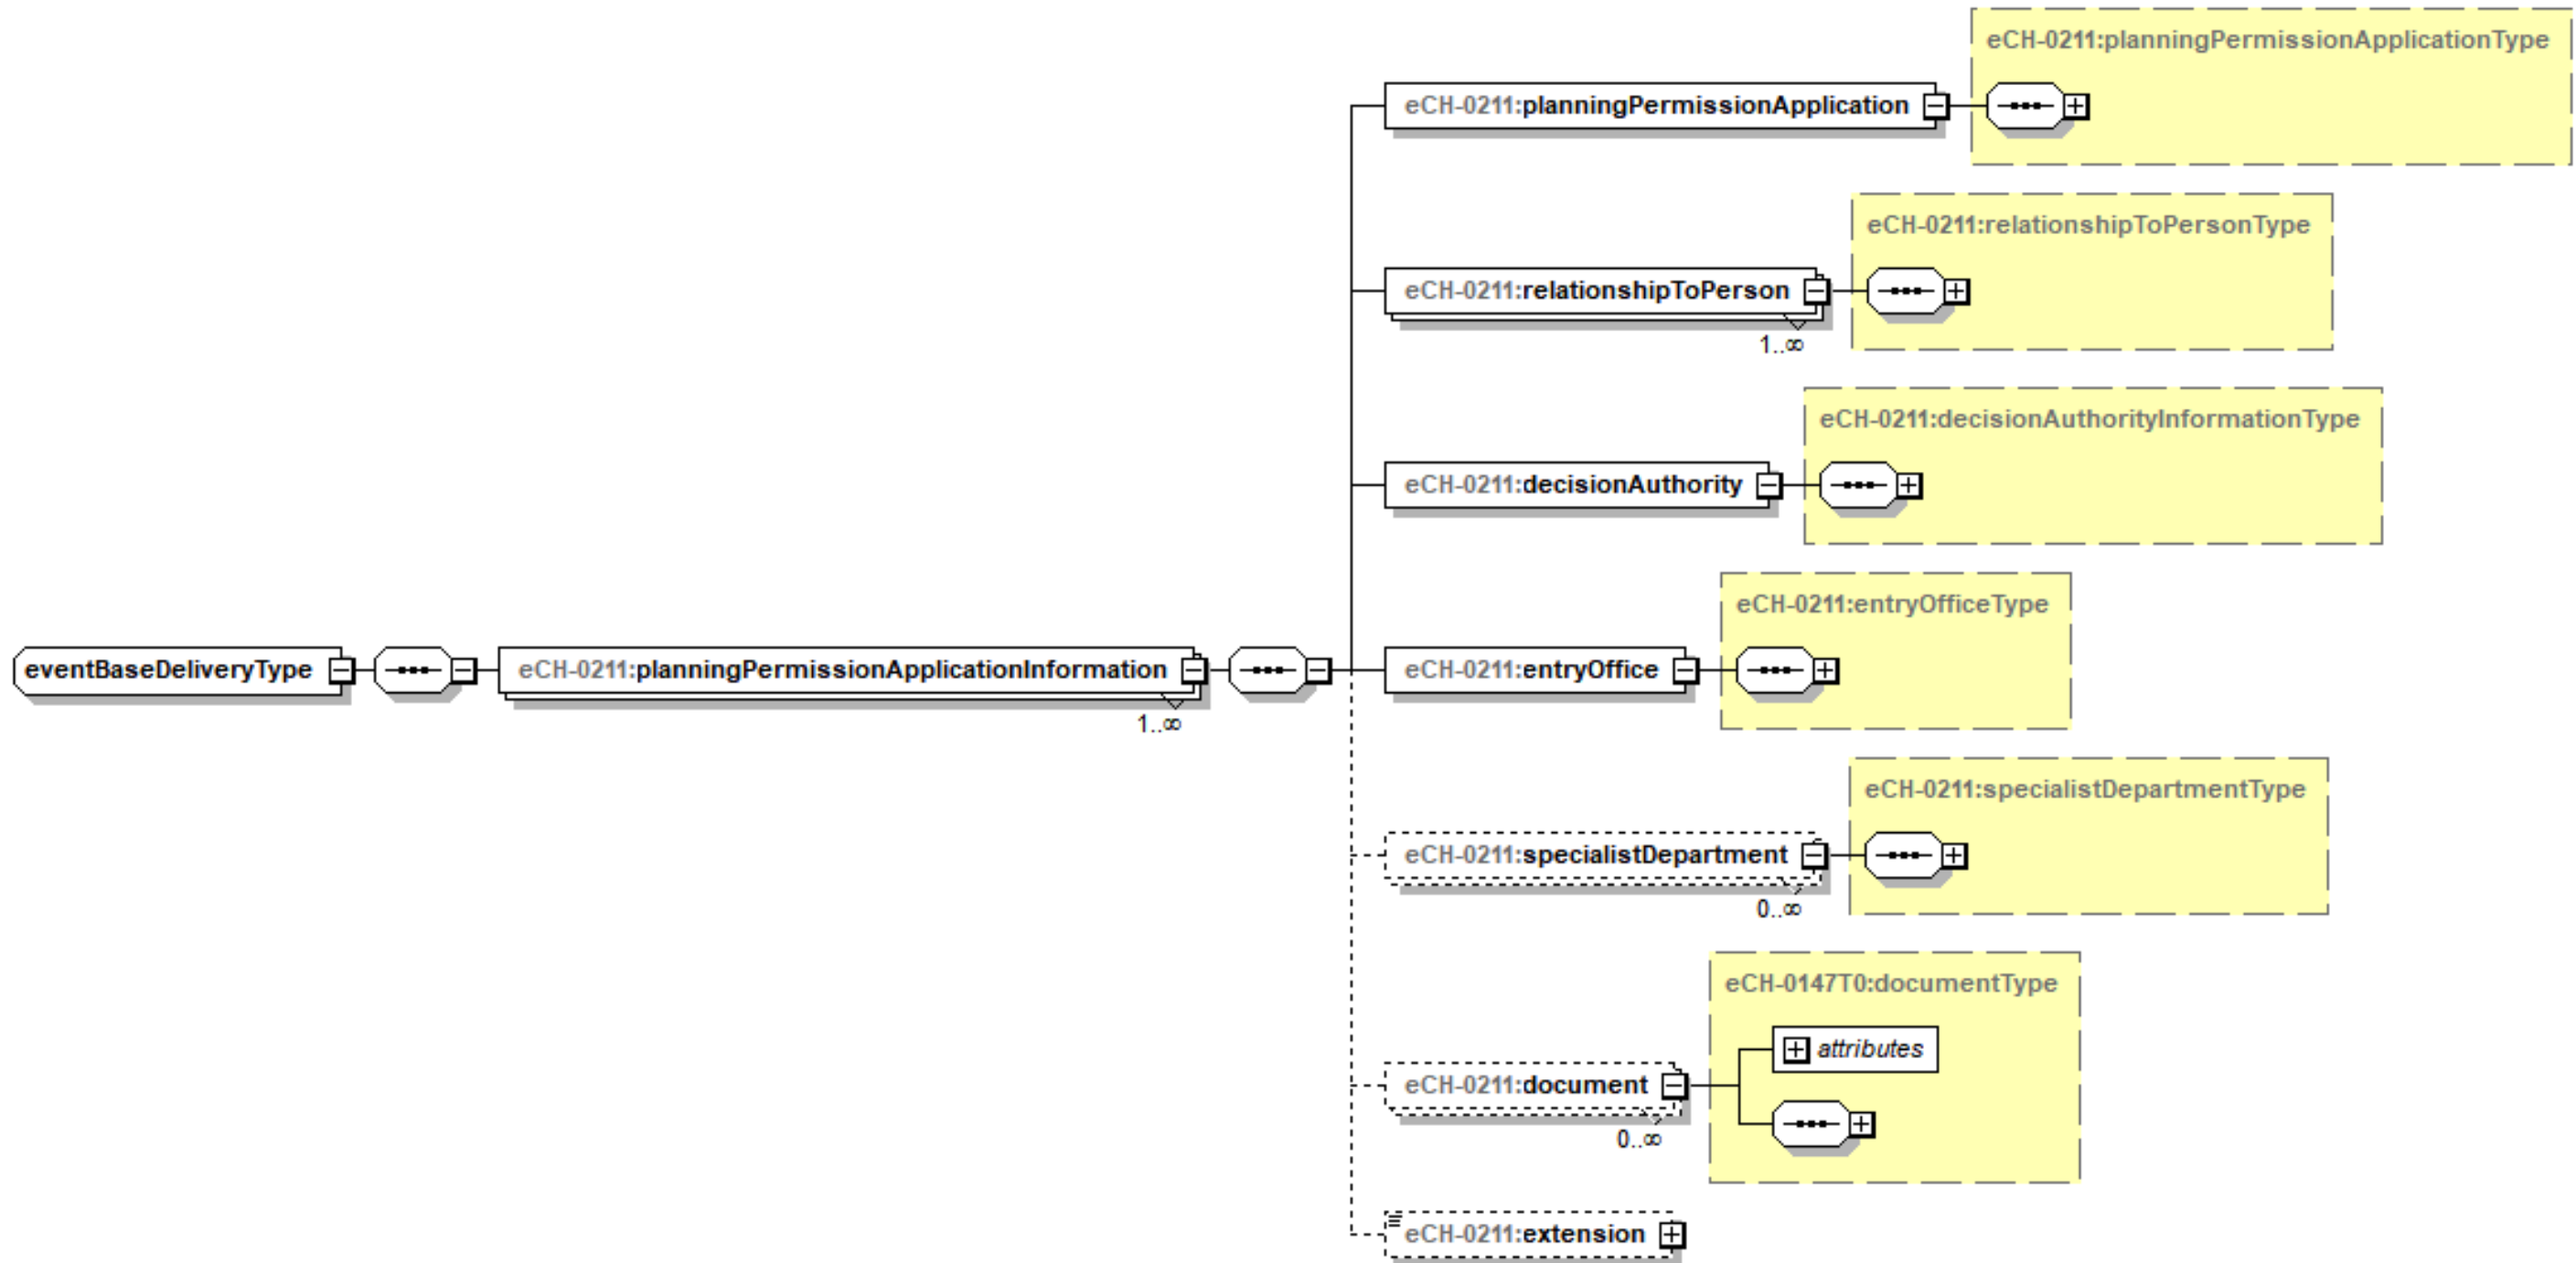 eCH-0211:planningPermissionApplicationType
eCH-0211:planningPermissionApplication
eCH-0211:relationshipToPersonType
eCH-0211:relationshipToPerson
1..∞
eCH-0211:decisionAuthorityInformationType
eCH-0211:decisionAuthority
eCH-0211:entryOfficeType
eventBaseDeliveryType
eCH-0211:planningPermissionApplicationInformation
1..∞
eCH-0211:entryOffice
eCH-0211:specialistDepartmentType
eCH-0211:specialistDepartment
0..∞
eCH-0147T0:documentType
attributes
eCH-0211:document
0..∞
eCH-0211:extension